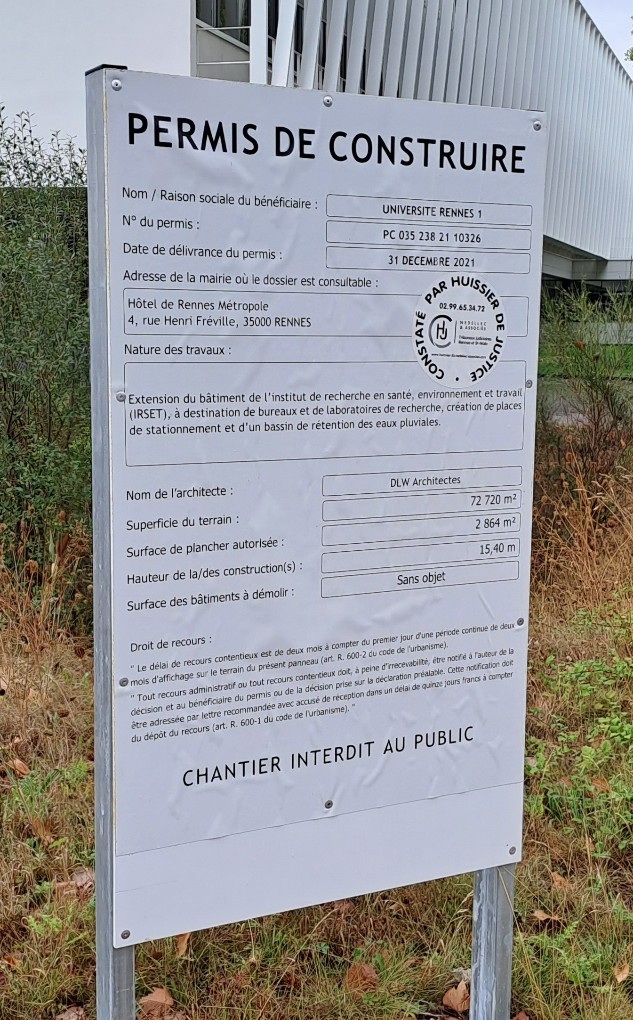 PERMIS DE CONSTRUIRE
Nom / Raison sociale du bénéficiaire :
UNIVERSITE RENNES 1
N° du permis :
PC 035 238 21 10326
Date de délivrance du permis :
31 DECEMBRE 2021
Adresse de la mairie où le dossier est consultable :
Hôtel de Rennes Métropole
4, rue Henri Fréville, 35000 RENNES
CONSTATÉ PAR HUISSIER DE JUSTICE
02.99.65.34.72
HJ
& ASSOCIÉS
Rennes et St-Malo
Nature des travaux :
Extension du bâtiment de l'institut de recherche en santé, environnement et travail
(IRSET), à destination de bureaux et de laboratoires de recherche, création de places
de stationnement et d'un bassin de rétention des eaux pluviales.
Nom de l'architecte :
DLW Architectes
Superficie du terrain :
72 720 m²
Surface de plancher autorisée :
2 864 m²
Hauteur de la/des construction(s) :
15,40 m
Surface des bâtiments à démolir :
Sans objet
Droit de recours :
" Le délai de recours contentieux est de deux mois à compter du premier jour d'une période continue de deux
mois d'affichage sur le terrain du présent panneau (art. R. 600-2 du code de l'urbanisme).
" Tout recours administratif ou tout recours contentieux doit, à peine d'irrecevabilité, être notifié à l'auteur de la
décision et au bénéficiaire du permis ou de la décision prise sur la déclaration préalable. Cette notification doit
être adressée par lettre recommandée avec accusé de réception dans un délai de quinze jours francs à compter
du dépôt du recours (art. R. 600-1 du code de l'urbanisme). "
CHANTIER INTERDIT AU PUBLIC